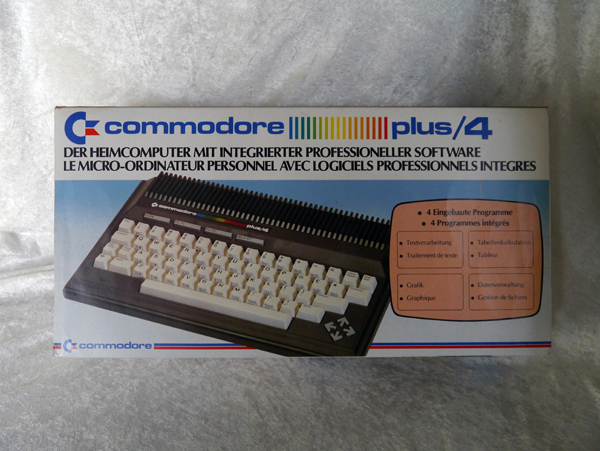 commodore plus/4
DER HEIMCOMPUTER MIT INTEGRIERTER PROFESSIONELLER SOFTWARE
LE MICRO-ORDINATEUR PERSONNEL AVEC LOGICIELS PROFESSIONNELS INTEGRES
commodore plus/4
• 4 Eingebaute Programme
• 4 Programmes intégrés
• Textverarbeitung
• Traitement de texte
• Tabellenkalkulation
• Tableur
• Grafik
• Graphique
• Datenverwaltung
• Gestion de fichiers
commodore